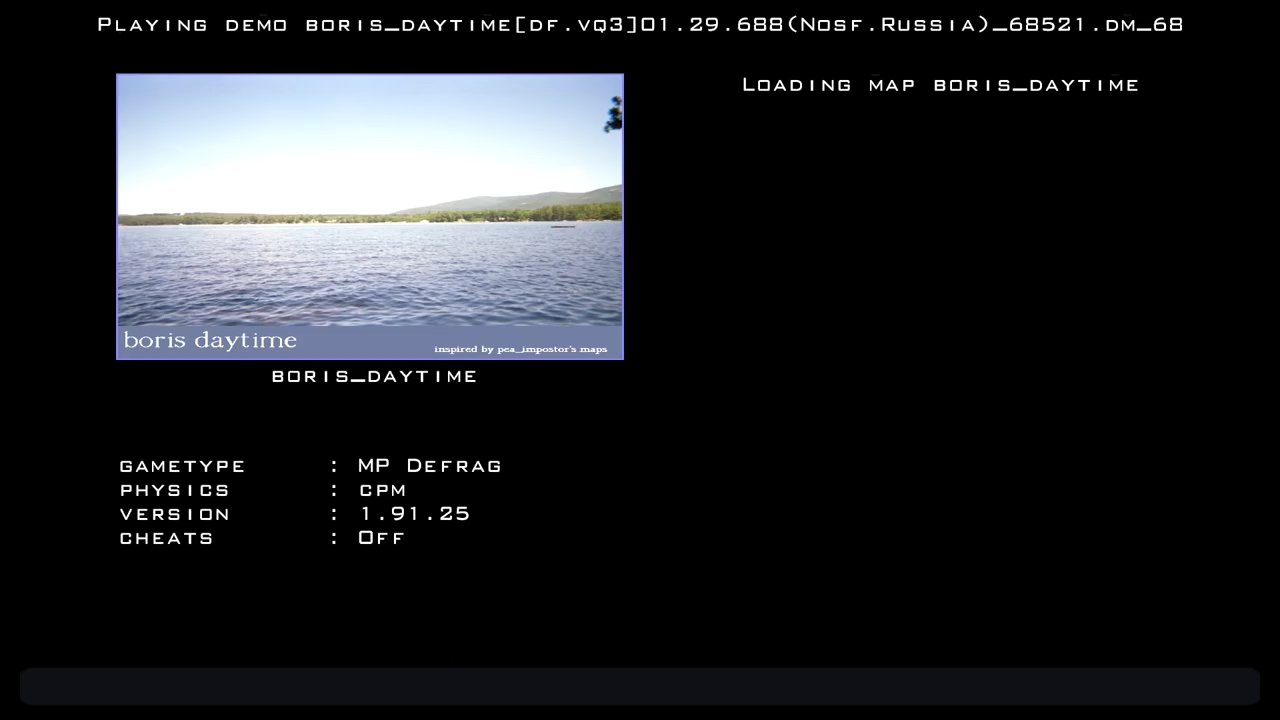 Playing demo boris_daytime[df.vq3]01.29.688(Nosf.Russia)_68521.dm_68
Loading map boris_daytime
boris daytime
inspired by pea_impostor's maps
boris_daytime
gametype : MP Defrag
physics : cpm
version : 1.91.25
cheats : Off